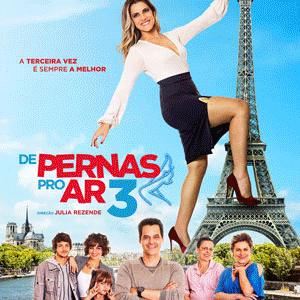 A TERCEIRA VEZ
É SEMPRE A MELHOR
DE PERNAS
PRO AR 3
DIREÇÃO JULIA REZENDE